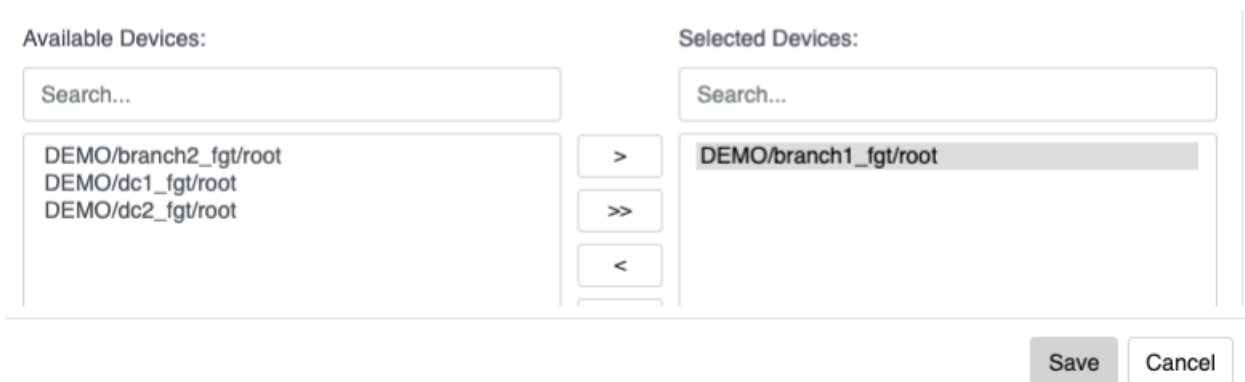 Available Devices:
Search...
DEMO/branch2_fgt/root
DEMO/dc1_fgt/root
DEMO/dc2_fgt/root
>
>>
<
Selected Devices:
Search...
DEMO/branch1_fgt/root
Save
Cancel